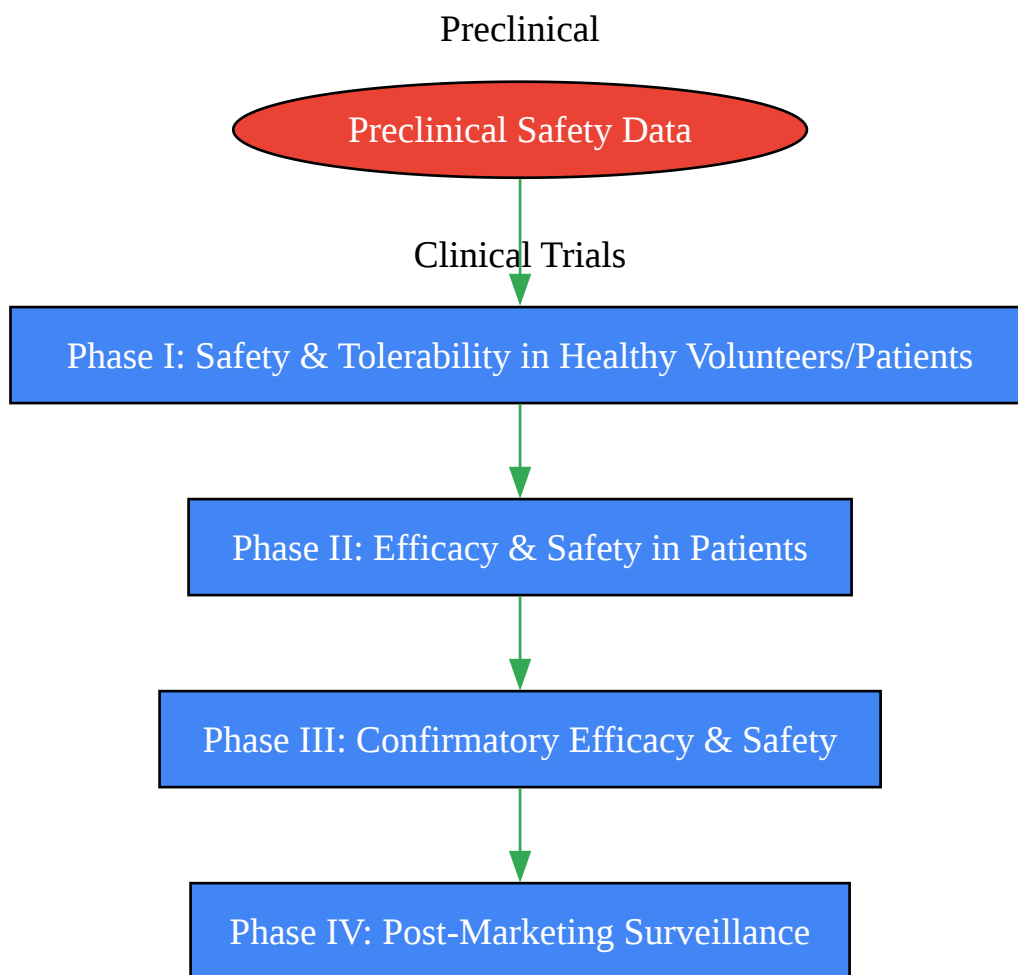 Preclinical
Preclinical Safety Data
Clinical Trials
Phase I: Safety & Tolerability in Healthy Volunteers/Patients
Phase II: Efficacy & Safety in Patients
Phase III: Confirmatory Efficacy & Safety
Phase IV: Post-Marketing Surveillance